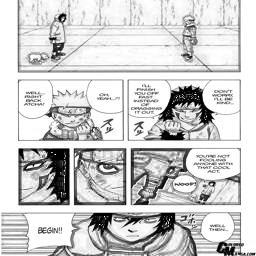 DON'T
WORRY,
I'LL BE
KIND...
I'LL
FINISH
YOU OFF
FAST
INSTEAD OF
DRAGGING
IT OUT.
OH,
YEAH...
WELL,
RIGHT
BACK
ATCHA!
YOU'RE NOT
FOOLING
ANYONE WITH
THAT COOL
ACT.
WOOF!
WELL
THEN...
BEGIN!!